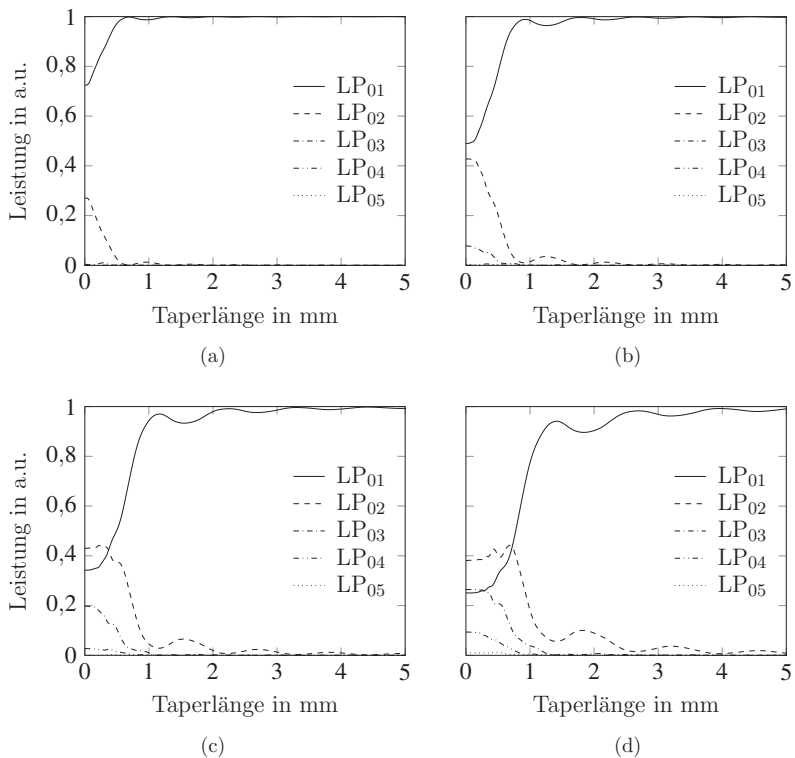 1
0,8
0,6
0,4
0,2
0
Leistung in a.u.
LP01
LP02
LP03
LP04
LP05
0 1 2 3 4 5
Taperlänge in mm
(a)
LP01
LP02
LP03
LP04
LP05
0 1 2 3 4 5
Taperlänge in mm
(b)
1
0,8
0,6
0,4
0,2
0
Leistung in a.u.
LP01
LP02
LP03
LP04
LP05
0 1 2 3 4 5
Taperlänge in mm
(c)
LP01
LP02
LP03
LP04
LP05
0 1 2 3 4 5
Taperlänge in mm
(d)